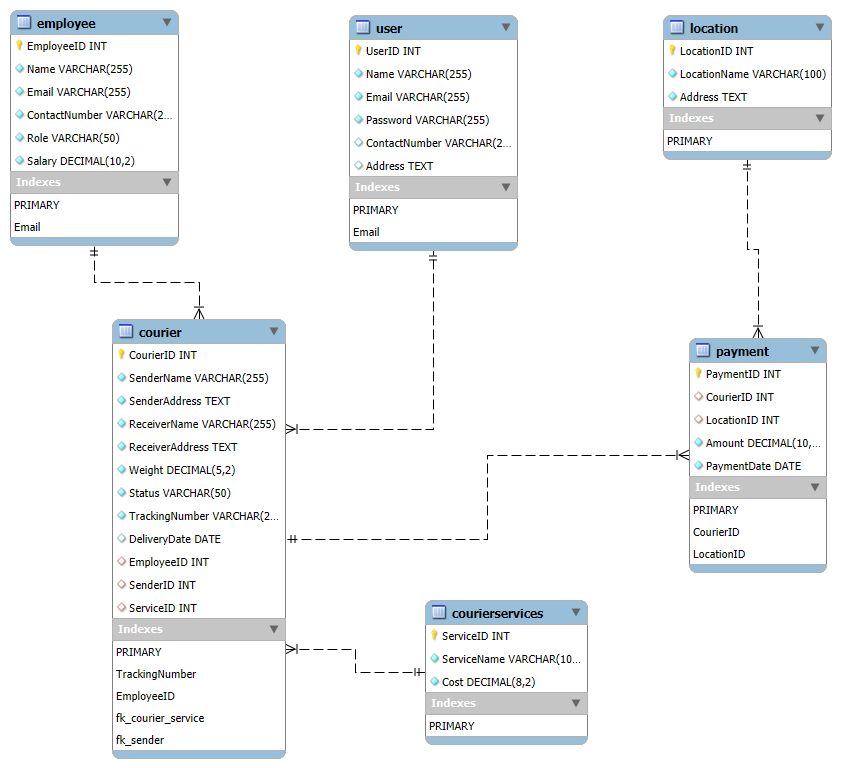 employee
EmployeeID INT
Name VARCHAR(255)
Email VARCHAR(255)
ContactNumber VARCHAR(2...
Role VARCHAR(50)
Salary DECIMAL(10,2)
Indexes
PRIMARY
Email
user
UserID INT
Name VARCHAR(255)
Email VARCHAR(255)
Password VARCHAR(255)
ContactNumber VARCHAR(2...
Address TEXT
Indexes
PRIMARY
Email
location
LocationID INT
LocationName VARCHAR(100)
Address TEXT
Indexes
PRIMARY
courier
CourierID INT
SenderName VARCHAR(255)
SenderAddress TEXT
ReceiverName VARCHAR(255)
ReceiverAddress TEXT
Weight DECIMAL(5,2)
Status VARCHAR(50)
TrackingNumber VARCHAR(2...
DeliveryDate DATE
EmployeeID INT
SenderID INT
ServiceID INT
Indexes
PRIMARY
TrackingNumber
EmployeeID
fk_courier_service
fk_sender
payment
PaymentID INT
CourierID INT
LocationID INT
Amount DECIMAL(10,...
PaymentDate DATE
Indexes
PRIMARY
CourierID
LocationID
courierservices
ServiceID INT
ServiceName VARCHAR(10...
Cost DECIMAL(8,2)
Indexes
PRIMARY